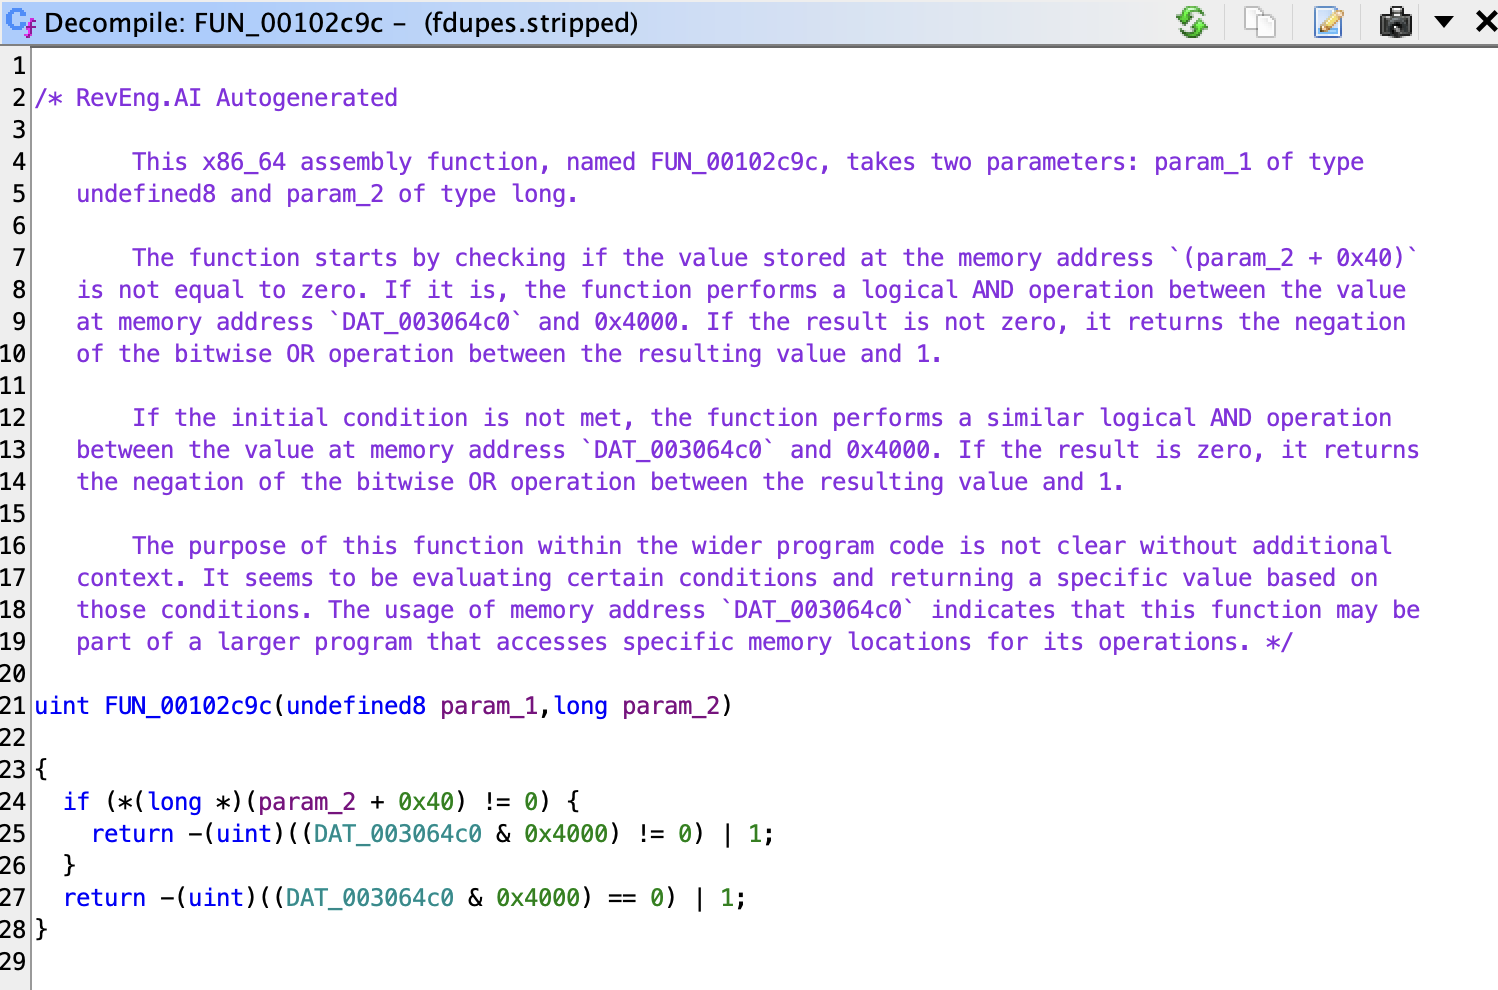 Decompile: FUN_00102c9c – (fdupes.stripped)
1
2 /* RevEng.AI Autogenerated
3
4 This x86_64 assembly function, named FUN_00102c9c, takes two parameters: param_1 of type
5 undefined8 and param_2 of type long.
6
7 The function starts by checking if the value stored at the memory address `(param_2 + 0x40)`
8 is not equal to zero. If it is, the function performs a logical AND operation between the value
9 at memory address `DAT_003064c0` and 0x4000. If the result is not zero, it returns the negation
10 of the bitwise OR operation between the resulting value and 1.
11
12 If the initial condition is not met, the function performs a similar logical AND operation
13 between the value at memory address `DAT_003064c0` and 0x4000. If the result is zero, it returns
14 the negation of the bitwise OR operation between the resulting value and 1.
15
16 The purpose of this function within the wider program code is not clear without additional
17 context. It seems to be evaluating certain conditions and returning a specific value based on
18 those conditions. The usage of memory address `DAT_003064c0` indicates that this function may be
19 part of a larger program that accesses specific memory locations for its operations. */
20
21 uint FUN_00102c9c(undefined8 param_1,long param_2)
22
23 {
24   if (*(long *)(param_2 + 0x40) != 0) {
25     return -(uint)((DAT_003064c0 & 0x4000) != 0) | 1;
26   }
27   return -(uint)((DAT_003064c0 & 0x4000) == 0) | 1;
28 }
29